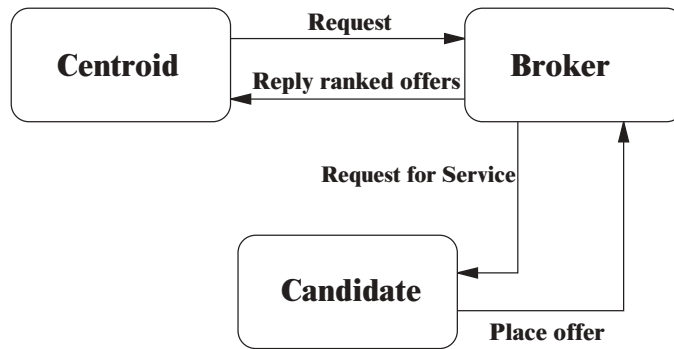 Request
Centroid
Broker
Reply ranked offers
Request for Service
Candidate
Place offer